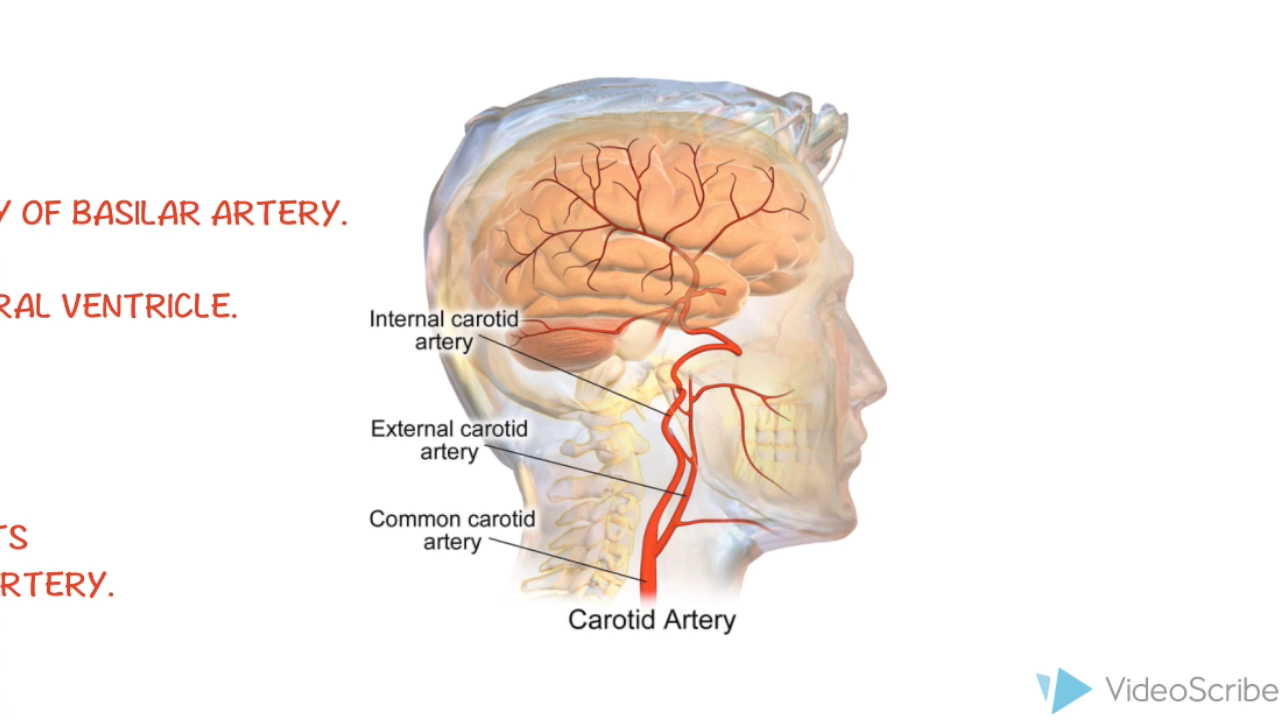 Y OF BASILAR ARTERY.
RAL VENTRICLE.
TS
RTERY.
Internal carotid
artery
External carotid
artery
Common carotid
artery
Carotid Artery
VideoScribe